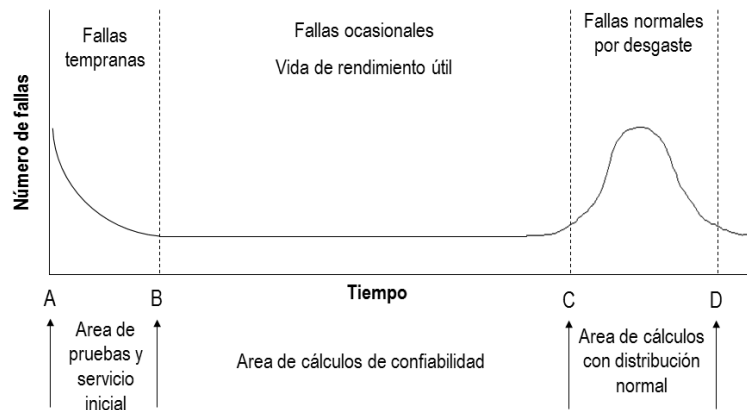 Fallas
tempranas
Fallas ocasionales
Vida de rendimiento útil
Fallas normales
por desgaste
Número de fallas
A
B
Tiempo
C
D
Area de
pruebas y
servicio
inicial
Area de cálculos de confiabilidad
Area de cálculos
con distribución
normal